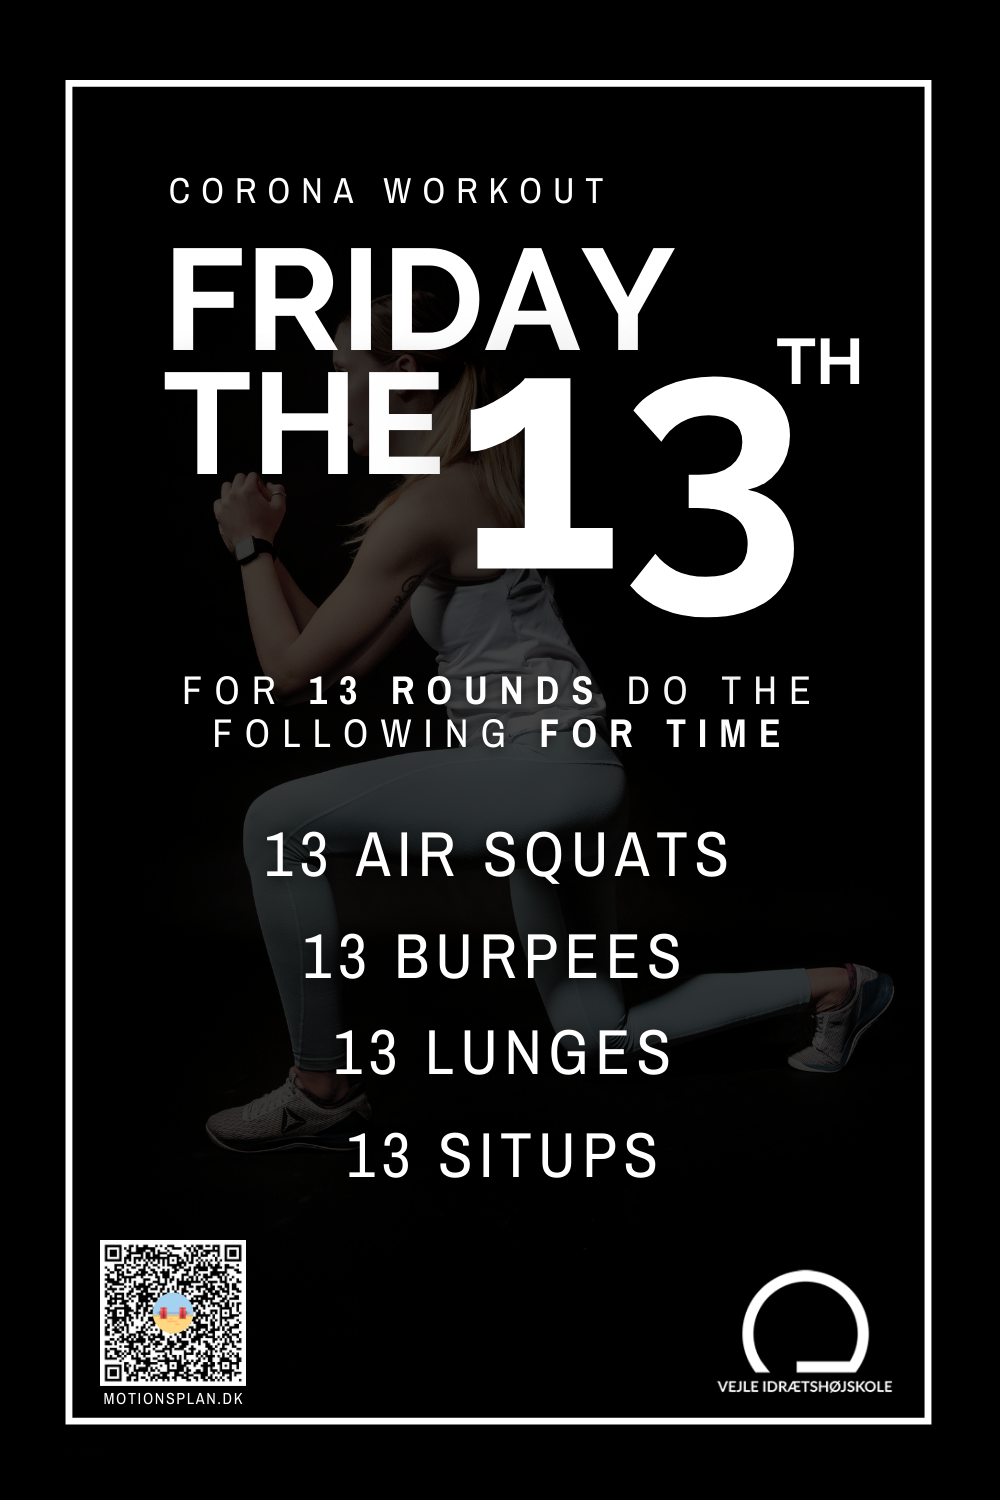 CORONA WORKOUT
FRIDAY
THE 13TH
FOR 13 ROUNDS DO THE
FOLLOWING FOR TIME
13 AIR SQUATS
13 BURPEES
13 LUNGES
13 SITUPS
MOTIONSPLAN.DK
VEJLE IDRÆTSHØJSKOLE